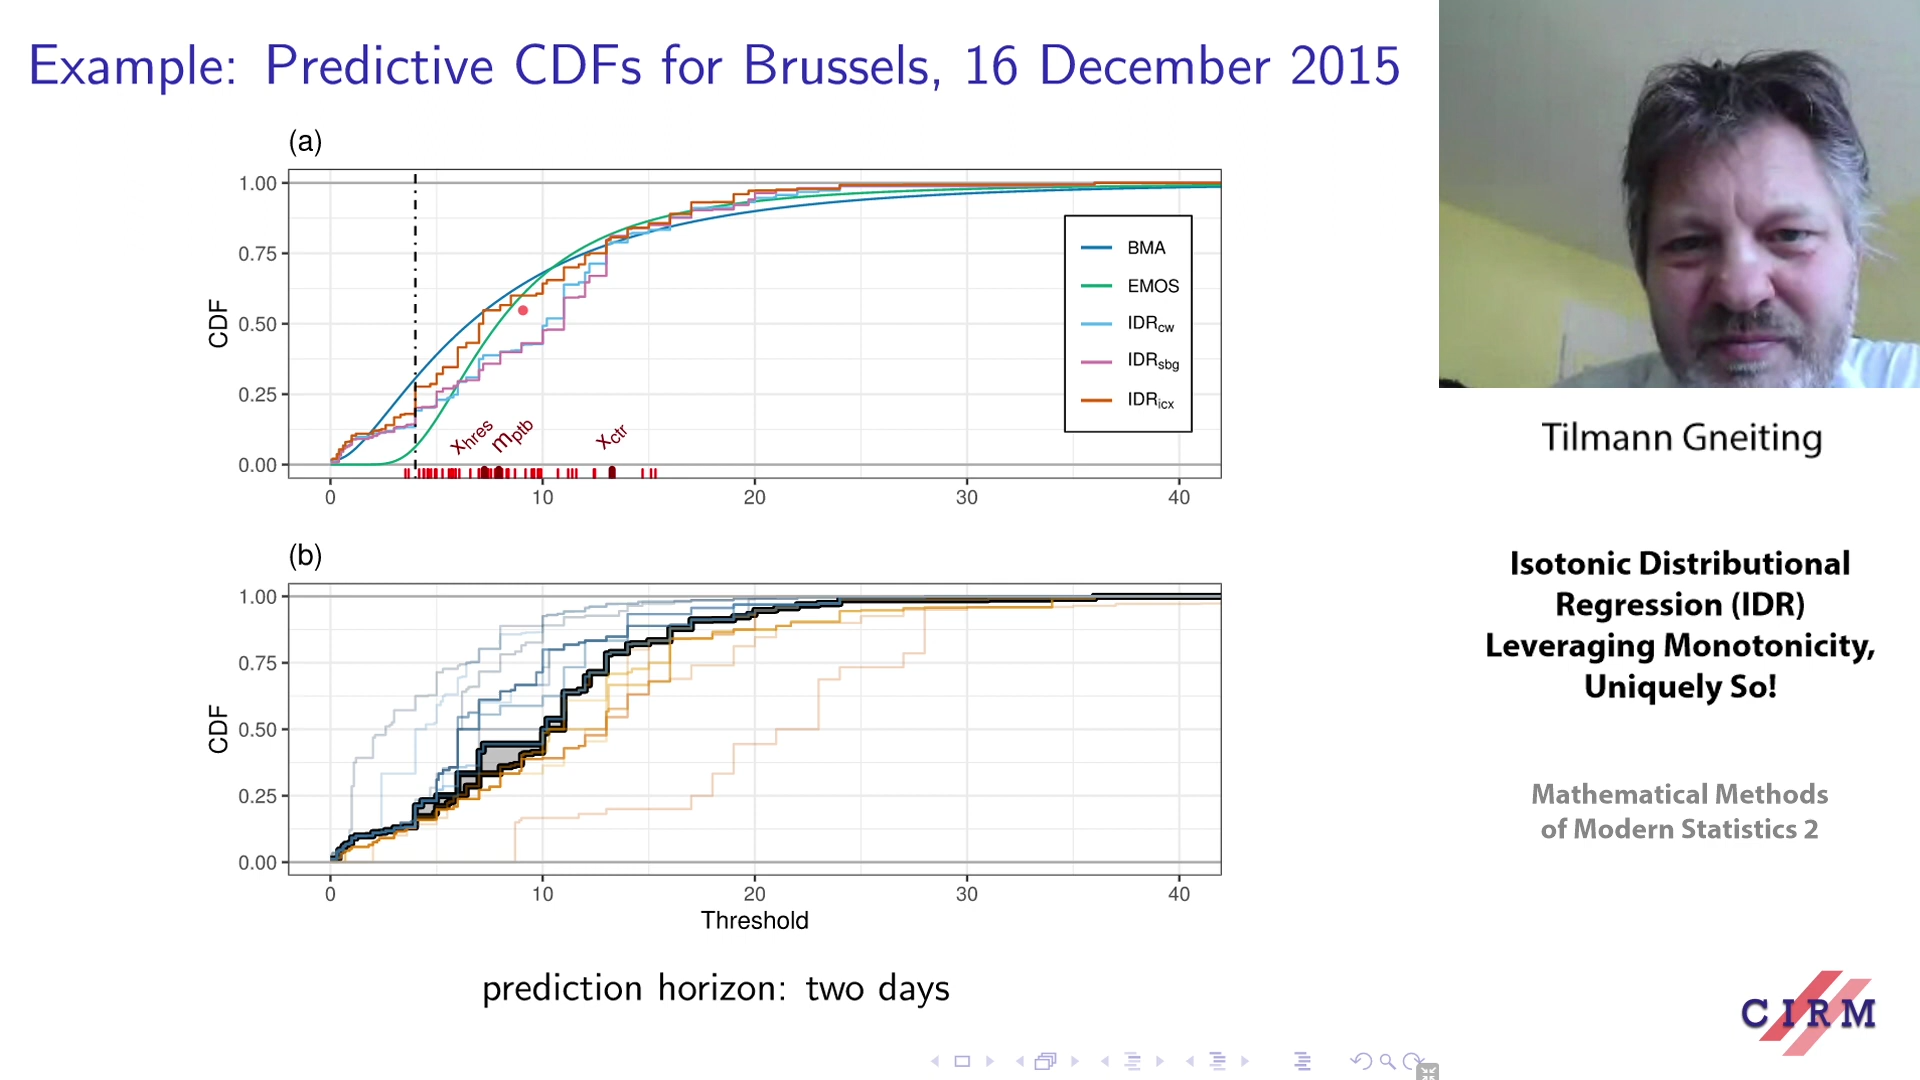 Example: Predictive CDFs for Brussels, 16 December 2015
(a)
1.00
0.75
0.50
0.25
0.00
CDF
BMA
EMOS
IDRcw
IDRsbg
IDRicx
xhres
mptb
xctr
0 10 20 30 40
(b)
1.00
0.75
0.50
0.25
0.00
CDF
0 10 20 30 40
Threshold
prediction horizon: two days
Tilmann Gneiting
Isotonic Distributional
Regression (IDR)
Leveraging Monotonicity,
Uniquely So!
Mathematical Methods
of Modern Statistics 2
CIRM